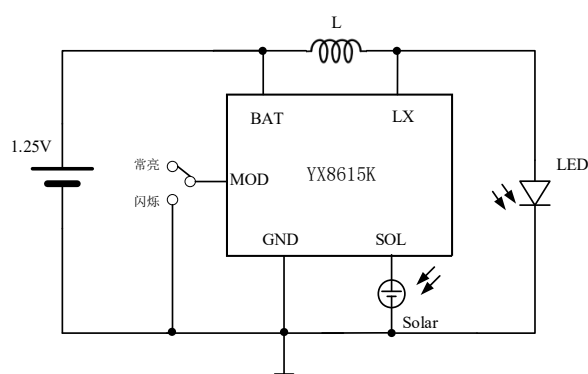 L
BAT
LX
1.25V
常亮
MOD
YX8615K
LED
闪烁
GND
SOL
Solar